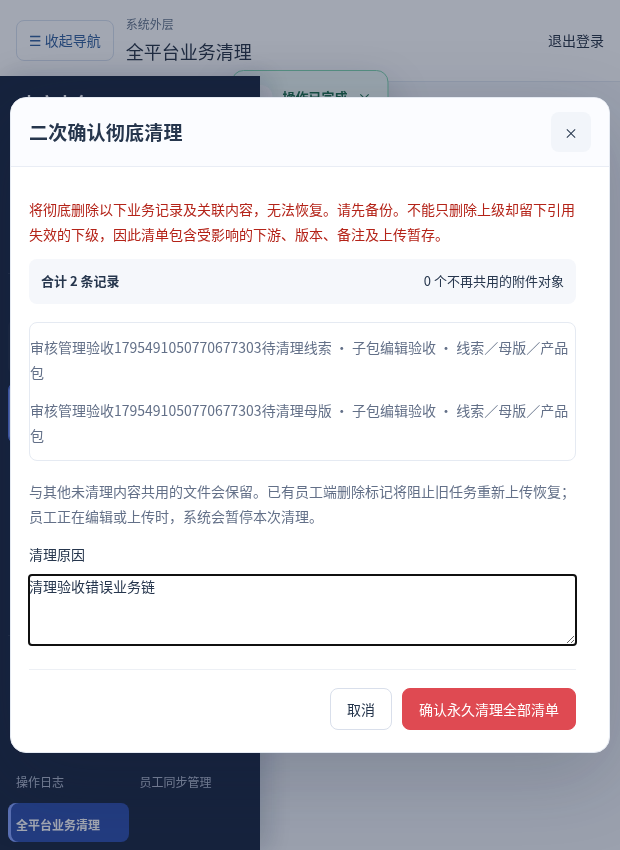 ☰ 收起导航
系统外层
全平台业务清理
退出登录
操作已完成
二次确认彻底清理
×
将彻底删除以下业务记录及关联内容，无法恢复。请先备份。不能只删除上级却留下引用
失效的下级，因此清单包含受影响的下游、版本、备注及上传暂存。
合计 2 条记录
0 个不再共用的附件对象
审核管理验收1795491050770677303待清理线索 · 子包编辑验收 · 线索／母版／产品
包
审核管理验收1795491050770677303待清理母版 · 子包编辑验收 · 线索／母版／产品
包
与其他未清理内容共用的文件会保留。已有员工端删除标记将阻止旧任务重新上传恢复；
员工正在编辑或上传时，系统会暂停本次清理。
清理原因
清理验收错误业务链
取消
确认永久清理全部清单
操作日志
员工同步管理
全平台业务清理